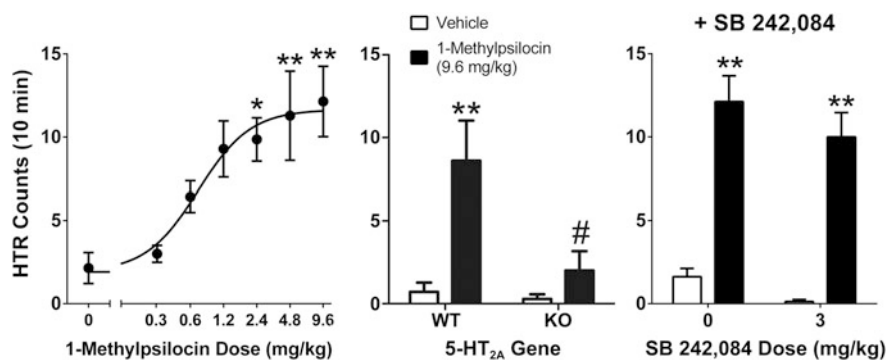 HTR Counts (10 min)
15
10
5
0
*
**
**
0
0.3
0.6
1.2
2.4
4.8
9.6
1-Methylpsilocin Dose (mg/kg)
Vehicle
1-Methylpsilocin
(9.6 mg/kg)
15
10
5
0
**
#
WT
KO
5-HT2A Gene
+ SB 242,084
15
10
5
0
**
**
0
3
SB 242,084 Dose (mg/kg)